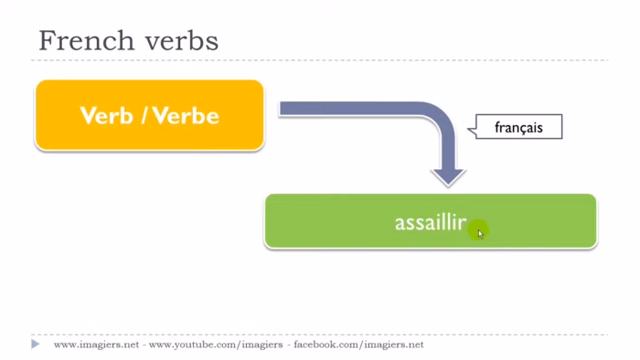 French verbs
Verb / Verbe
français
assaillir
www.imagiers.net - www.youtube.com/imagiers - facebook.com/imagiers.net